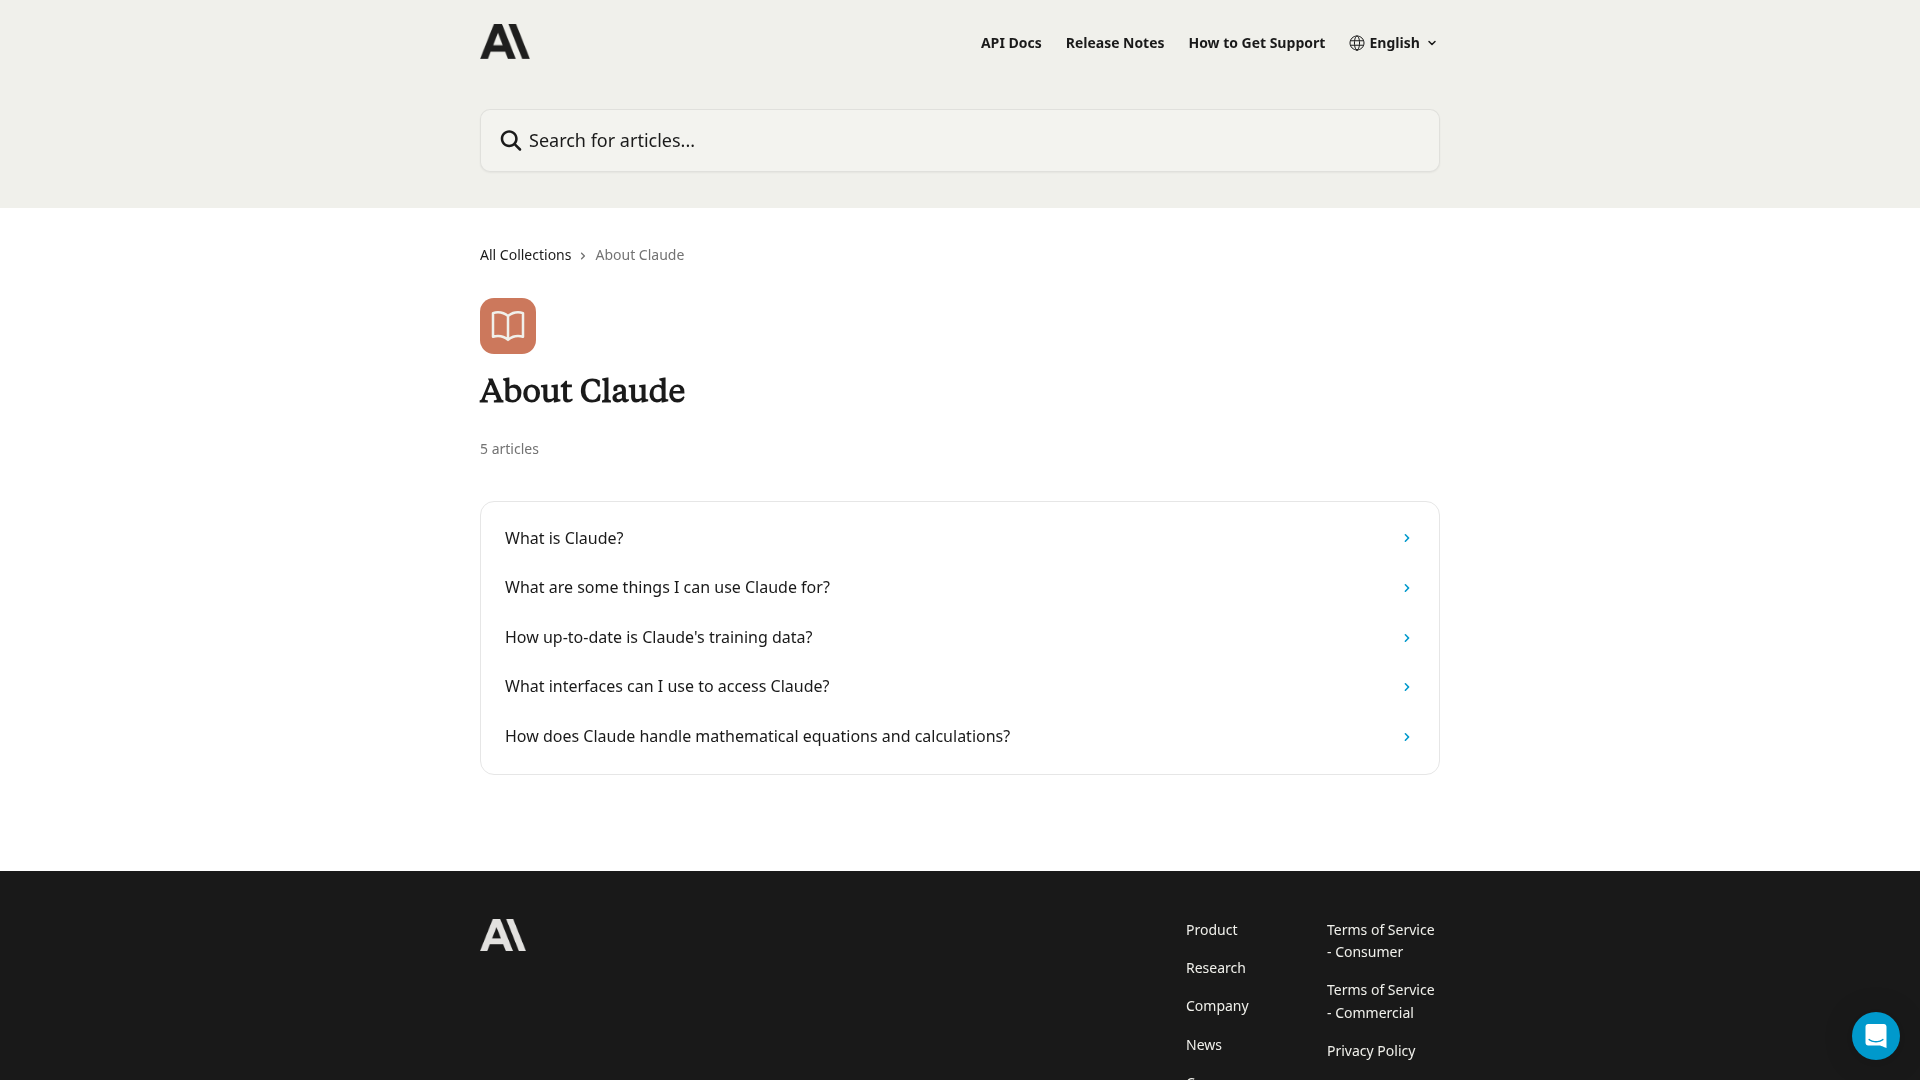 API Docs
Release Notes
How to Get Support
English
Search for articles...
All Collections
About Claude
About Claude
5 articles
What is Claude?
What are some things I can use Claude for?
How up-to-date is Claude's training data?
What interfaces can I use to access Claude?
How does Claude handle mathematical equations and calculations?
Product
Research
Company
News
Terms of Service
- Consumer
Terms of Service
- Commercial
Privacy Policy